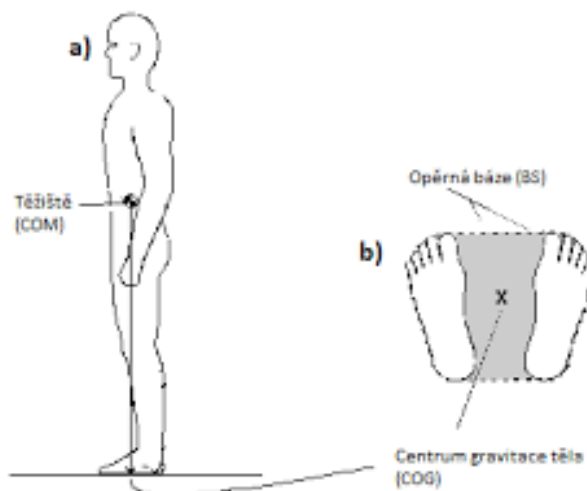 a)
Těžiště
(COM)
Opěrná báze (BS)
b)
x
Centrum gravitace těla
(COG)